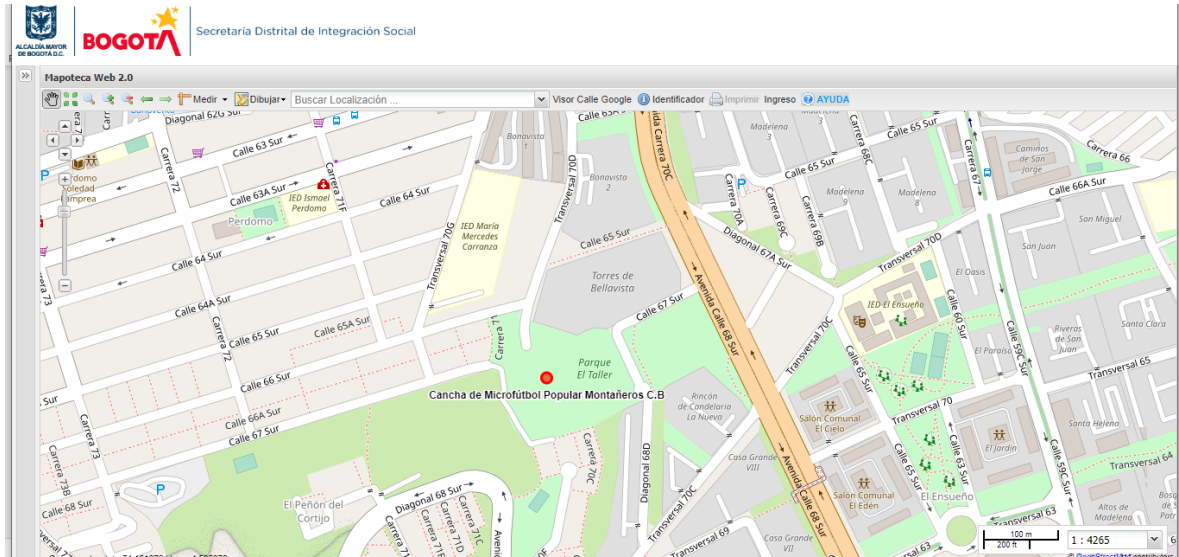 ALCALDÍA MAYOR
DE BOGOTÁ D.C.
BOGOTÁ
Secretaría Distrital de Integración Social
Mapoteca Web 2.0
Medir
Dibujar
Buscar Localización ...
Visor Calle Google
Identificador
Imprimir
Ingreso
AYUDA
Diagonal 62G Sur
Calle 63 Sur
Carrera 72
Calle 63A Sur
Carrera 71F
IED Ismael
Perdomo
Perdomo
Calle 64 Sur
Calle 64 Sur
Calle 64A Sur
Calle 65 Sur
Calle 65A Sur
Carrera 72
Calle 66 Sur
Calle 66A Sur
Calle 67 Sur
Carrera 73
Carrera 73B
Calle 68 Sur
P
El Peñón del
Cortijo
Diagonal 68 Sur
Carrera 71F
Carrera 71D
Carrera 71C
Transversal 70G
IED María
Mercedes
Carranza
Bonavista
1
Transversal 70D
Bonavista
2
Calle 65 Sur
Torres de
Bellavista
Calle 67 Sur
Carrera 71
Parque
El Taller
Cancha de Microfútbol Popular Montañeros C.B
Carrera 70C
Diagonal 68D
Rincón
de Candelaria
La Nueva
Casa Grande
VIII
Transversal 70C
Transversal 69
Casa Grande
VII
Avenida Calle 68 Sur
Avenida Calle 68 Sur
Madelena
3
P
Carrera 70A
Carrera 69C
Carrera 69B
Diagonal 67A Sur
Calle 65 Sur
Carrera 68C
Madelena
9
Madelena
8
Calle 65 Sur
Carrera 67
Caminos
de San
Jorge
Carrera 66
Calle 66A Sur
San Miguel
San Juan
Transversal 70D
El Oasis
IED El Ensueño
Calle 60 Sur
Transversal 70C
Calle 65 Sur
El Paraíso
Calle 59C Sur
Riveras
de San
Juan
Santa Clara
Transversal 65
Transversal 70
Salón Comunal
El Cielo
El Jardín
Santa Helena
Transversal 64
Calle 63 Sur
Calle 65 Sur
Calle 59C Sur
Salón Comunal
El Edén
El Ensueño
Altos de
Madelena
Transversal 63
100 m
200 ft
1 : 4265